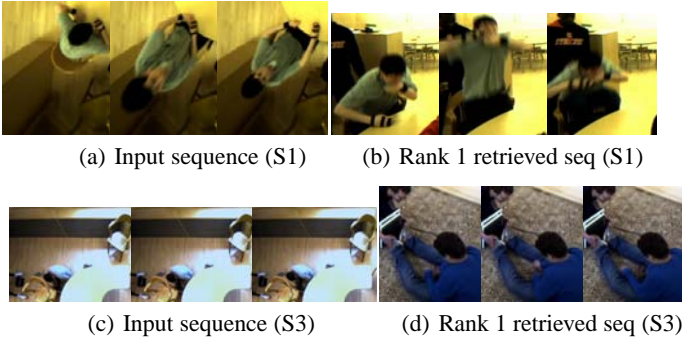 (a) Input sequence (S1)
(b) Rank 1 retrieved seq (S1)
(c) Input sequence (S3)
(d) Rank 1 retrieved seq (S3)